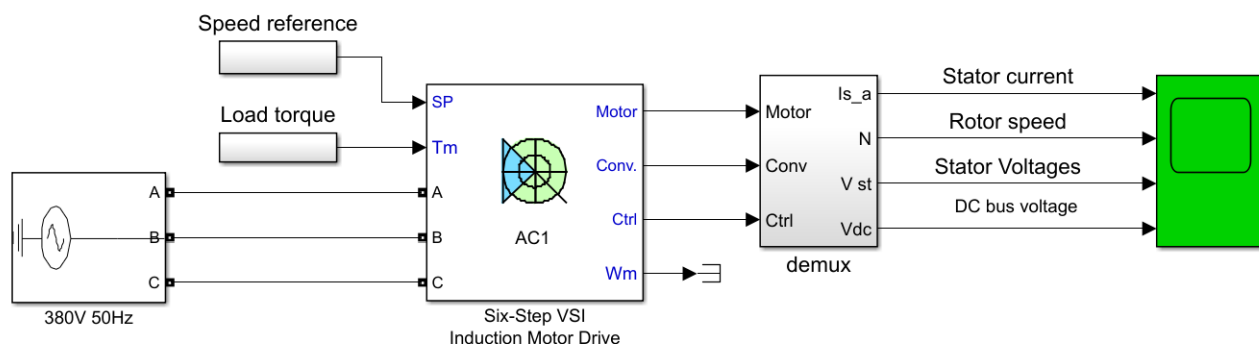 Speed reference
Load torque
A
B
C
380V 50Hz
SP
Tm
A
B
C
AC1
Motor
Conv.
Ctrl
Wm
Six-Step VSI
Induction Motor Drive
Motor
Conv
Ctrl
Is_a
N
V st
Vdc
demux
Stator current
Rotor speed
Stator Voltages
DC bus voltage